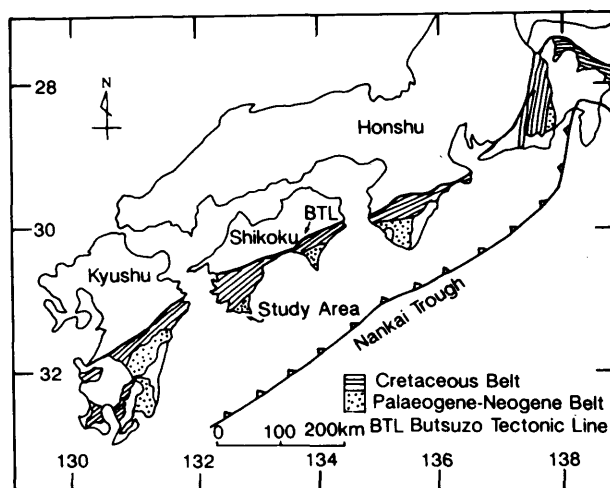 N
28
Honshu
BTL
30
Shikoku
Kyushu
Study Area
Nankai Trough
32
Cretaceous Belt
Palaeogene-Neogene Belt
0 100 200km BTL Butsuzo Tectonic Line
130 132 134 136 138